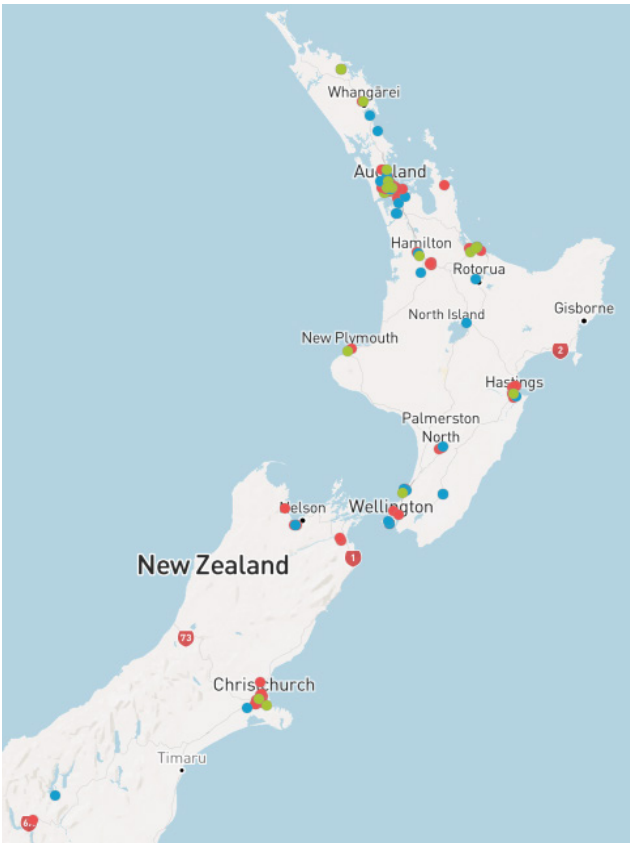 Whangārei
Auckland
Hamilton
Rotorua
Gisborne
North Island
New Plymouth
2
Hastings
Palmerston
North
Nelson
Wellington
New Zealand
1
73
Christchurch
Timaru